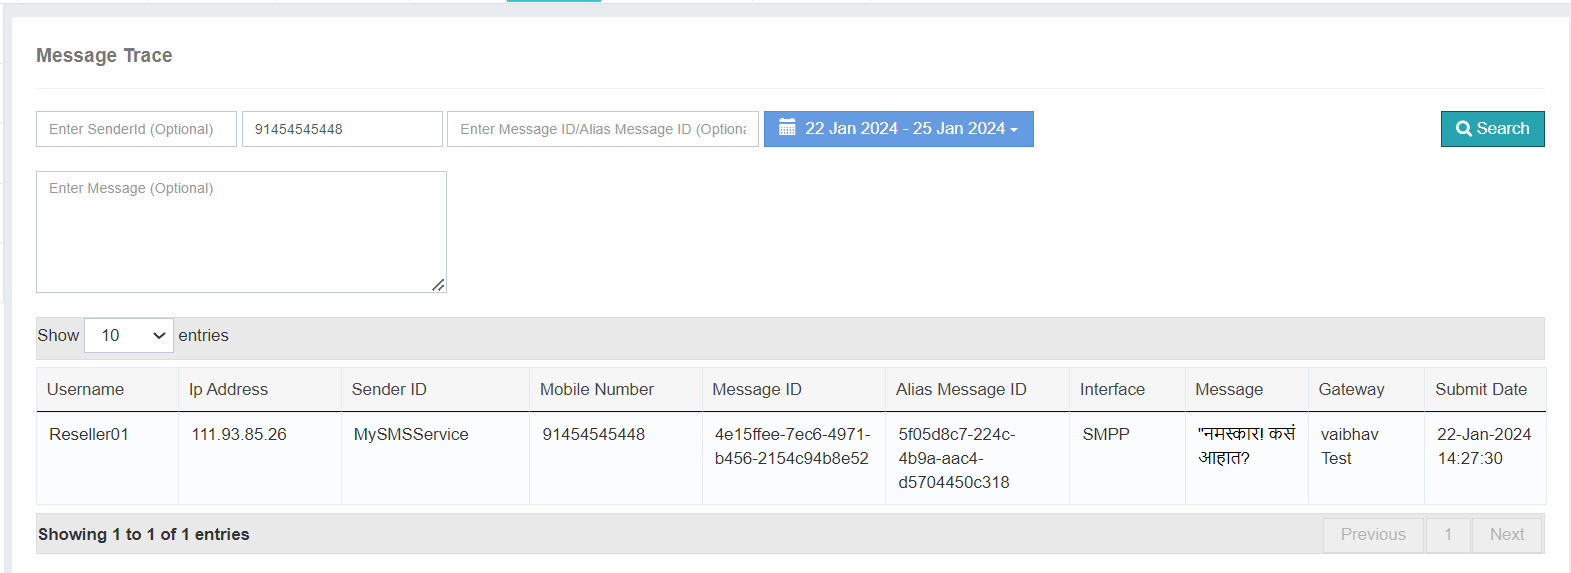 Message Trace
Enter SenderId (Optional) 91454545448 Enter Message ID/Alias Message ID (Optiona 22 Jan 2024 - 25 Jan 2024 Search
Enter Message (Optional)
Show 10 entries
Username Ip Address Sender ID Mobile Number Message ID Alias Message ID Interface Message Gateway Submit Date
Reseller01 111.93.85.26 MySMSService 91454545448 4e15ffee-7ec6-4971- 5f05d8c7-224c- SMPP "नमस्कार! कसं vaibhav 22-Jan-2024
b456-2154c94b8e52 4b9a-aac4- आहात? Test 14:27:30
d5704450c318
Showing 1 to 1 of 1 entries Previous 1 Next